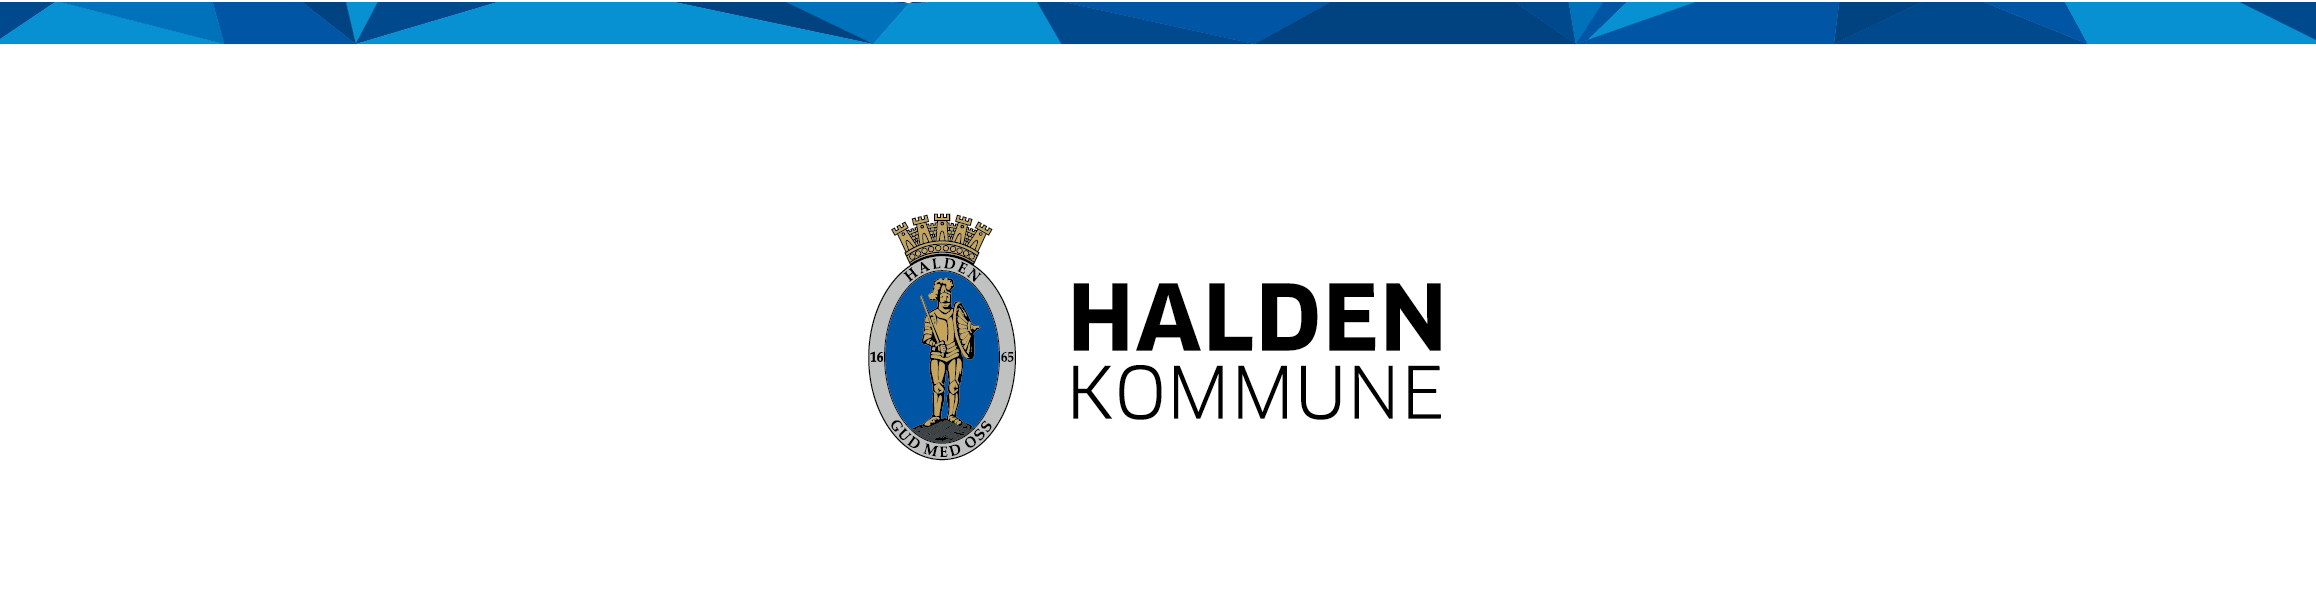 HALDEN
16 65
GUD MED OSS
HALDEN
KOMMUNE